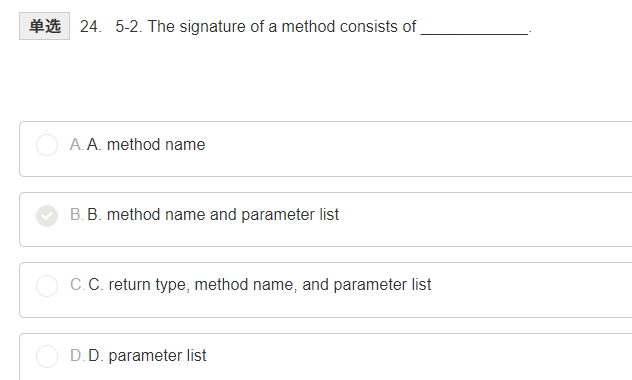 单选 24. 5-2. The signature of a method consists of ____________.
A. A. method name
B. B. method name and parameter list
C. C. return type, method name, and parameter list
D. D. parameter list